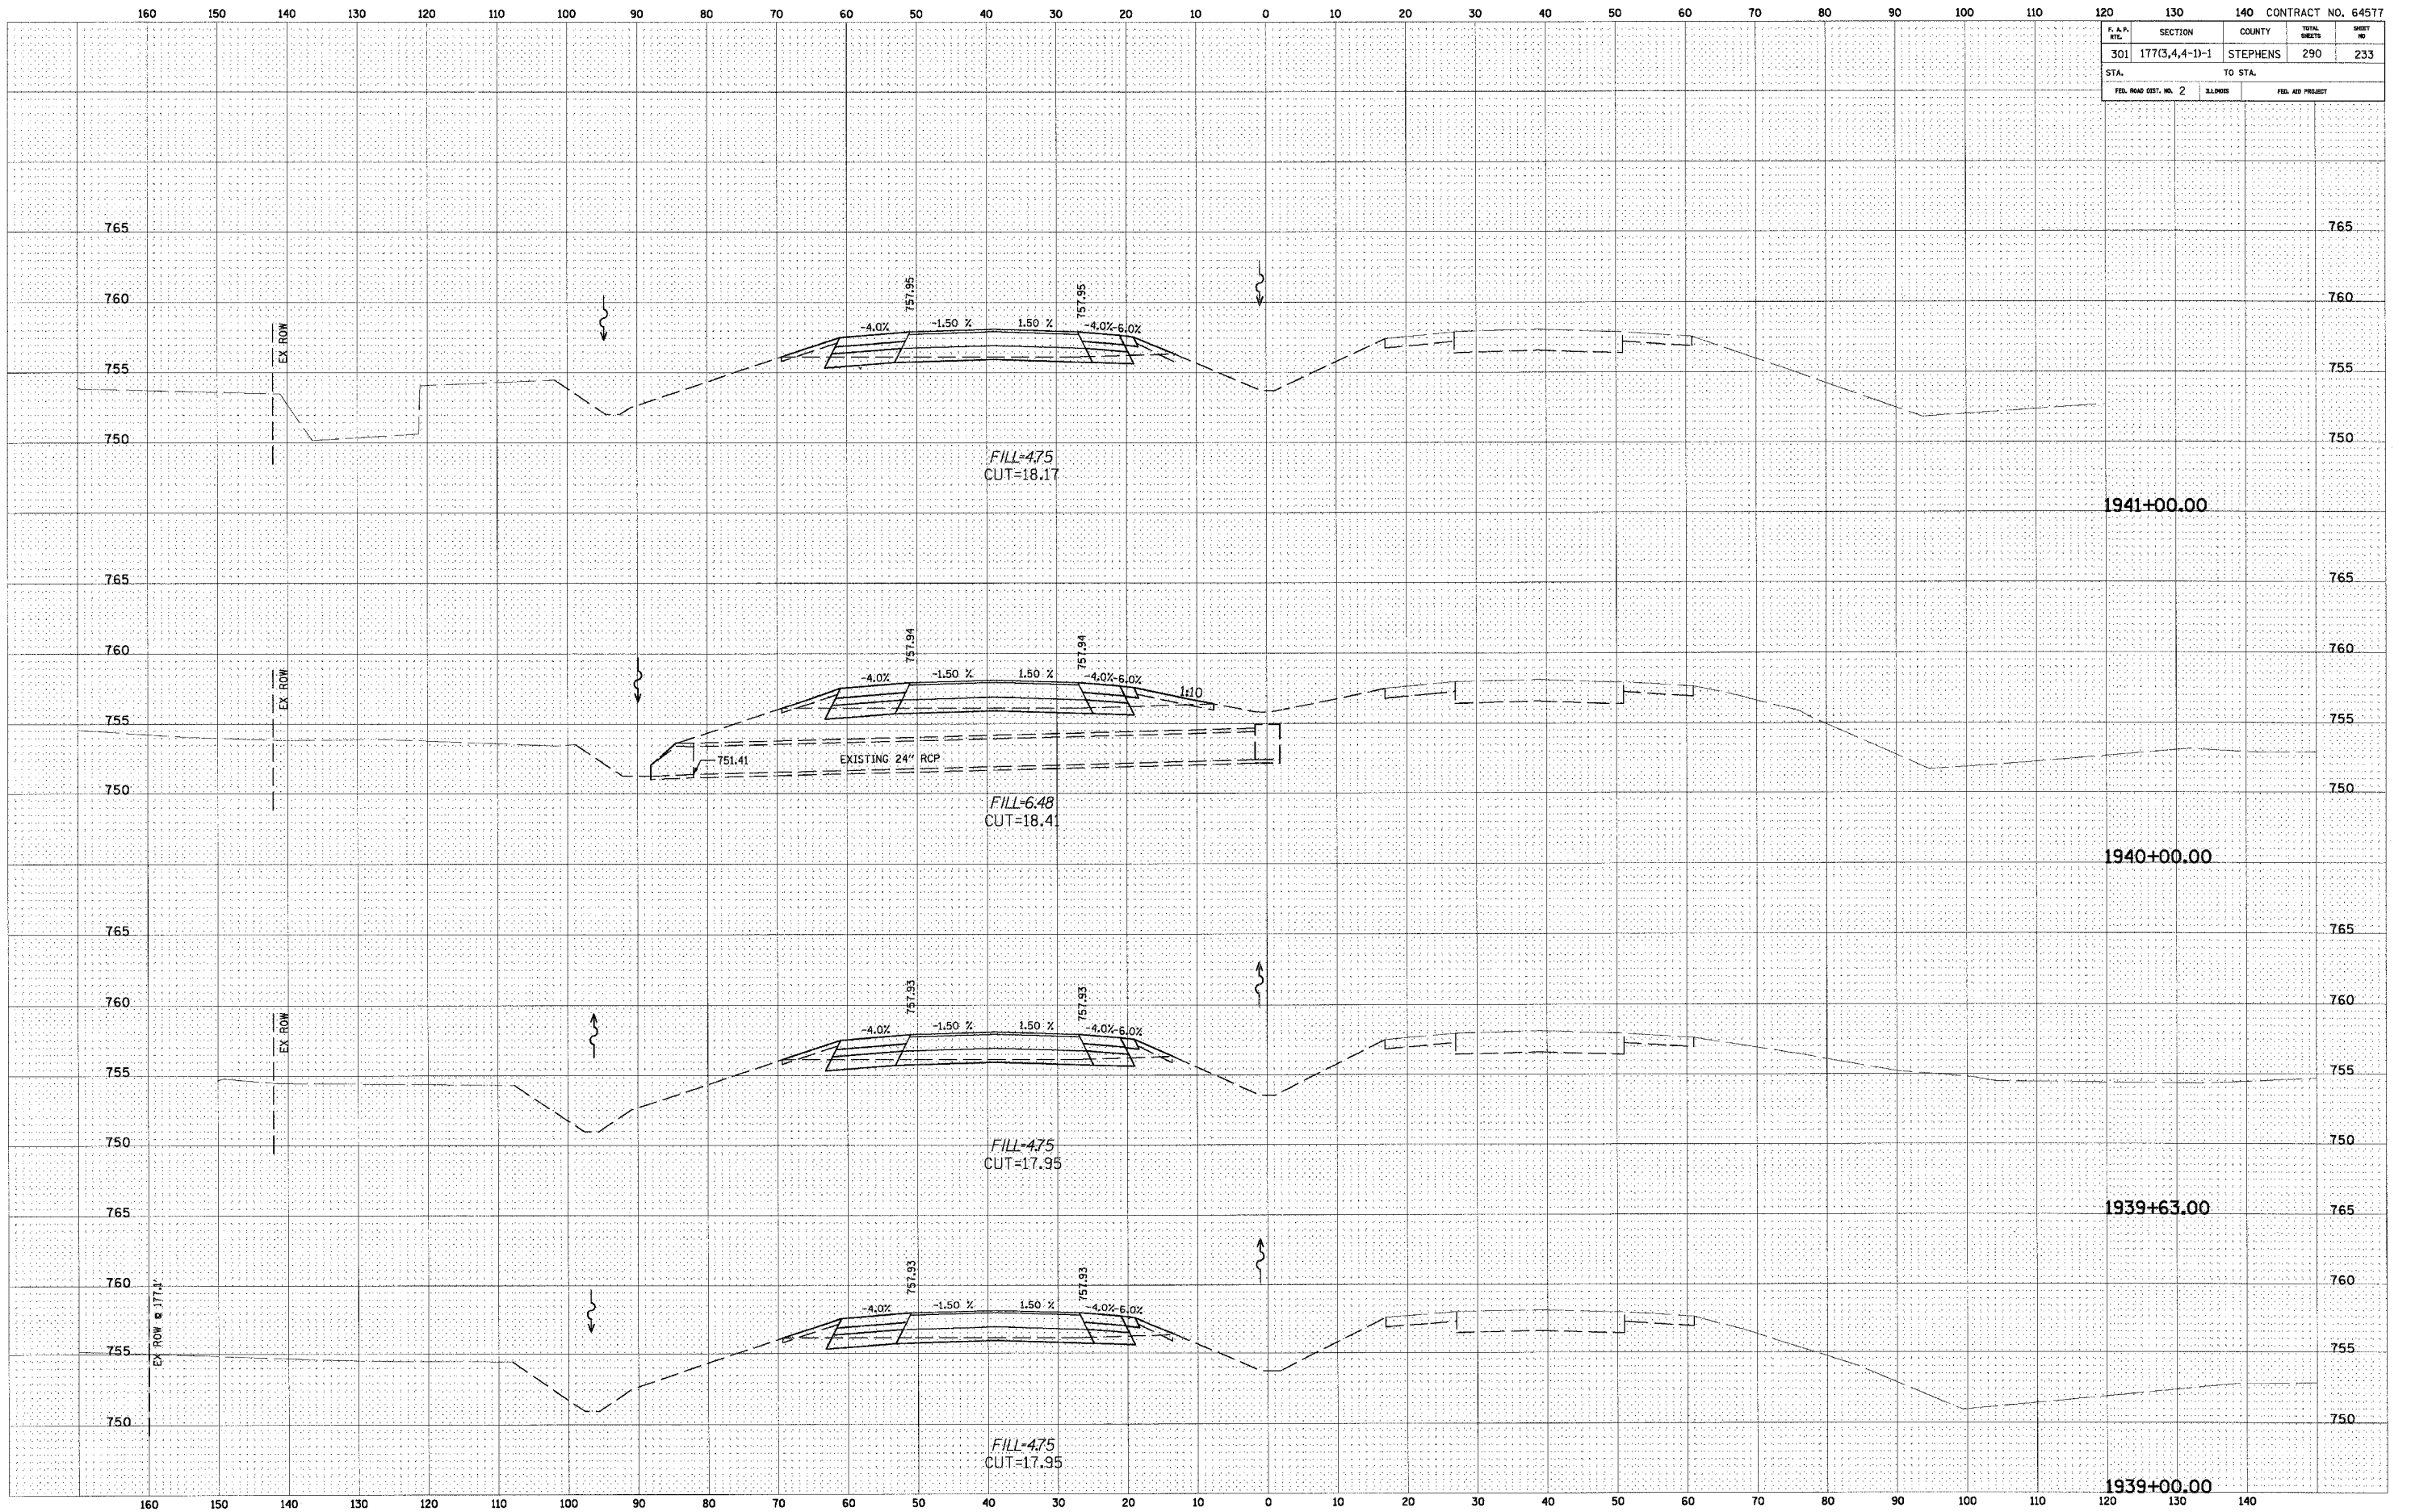 160 150 140 130 120 110 100 90 80 70 60 50 40 30 20 10 0 10 20 30 40 50 60 70 80 90 100 110 120 130 140 CONTRACT NO. 64577
F. A. P. RTE. SECTION COUNTY TOTAL SHEETS SHEET NO
301 177(3,4,4-1)-1 STEPHENS 290 233
STA. TO STA.
FED. ROAD DIST. NO. 2 ILLINOIS FED. AID PROJECT
765 765
760 757.95 757.95 760
EX ROW -4.0% -1.50 % 1.50 % -4.0% -6.0%
755 755
750 750
FILL=4.75
CUT=18.17
1941+00.00
765 765
760 757.94 757.94 760
EX ROW -4.0% -1.50 % 1.50 % -4.0% -6.0% 1:10
755 755
751.41 EXISTING 24" RCP
750 750
FILL=6.48
CUT=18.41
1940+00.00
765 765
760 757.93 757.93 760
EX ROW -4.0% -1.50 % 1.50 % -4.0% -6.0%
755 755
750 750
FILL=4.75
CUT=17.95
1939+63.00
765 765
760 757.93 757.93 760
EX ROW @ 177.1' -4.0% -1.50 % 1.50 % -4.0% -6.0%
755 755
750 750
FILL=4.75
CUT=17.95
1939+00.00
160 150 140 130 120 110 100 90 80 70 60 50 40 30 20 10 0 10 20 30 40 50 60 70 80 90 100 110 120 130 140